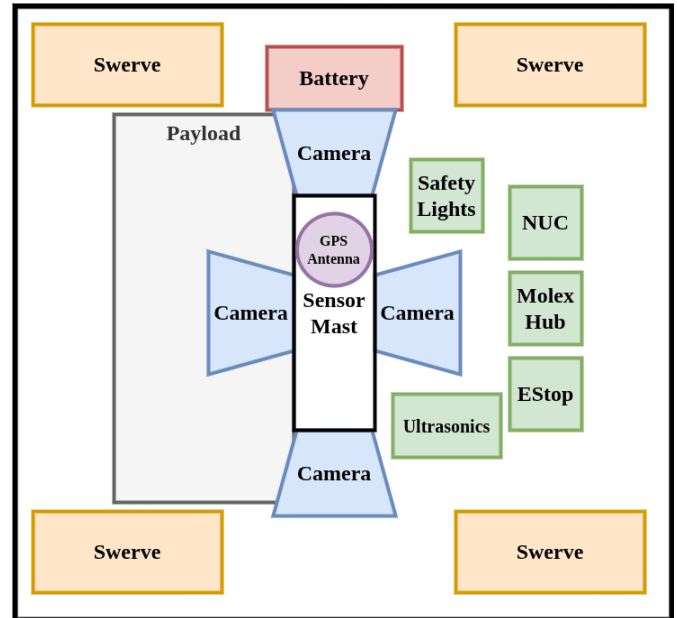 Swerve
Battery
Swerve
Payload
Camera
Safety
Lights
NUC
GPS
Antenna
Sensor
Mast
Camera
Camera
Molex
Hub
EStop
Ultrasonics
Camera
Swerve
Swerve